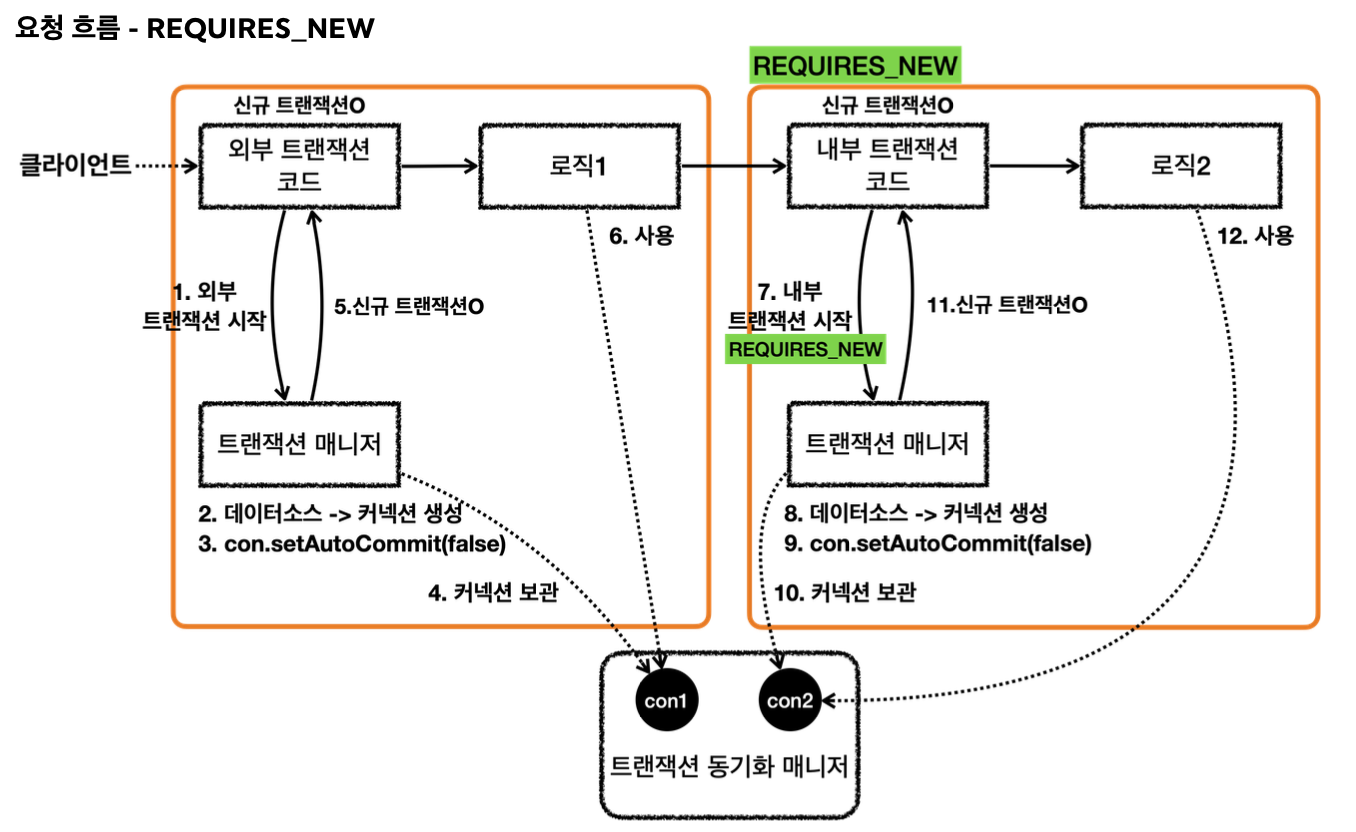 요청 흐름 - REQUIRES_NEW
REQUIRES_NEW
신규 트랜잭션O
신규 트랜잭션O
클라이언트
외부 트랜잭션
코드
로직1
내부 트랜잭션
코드
로직2
6. 사용
12. 사용
1. 외부
트랜잭션 시작
5.신규 트랜잭션O
7. 내부
트랜잭션 시작
REQUIRES_NEW
11.신규 트랜잭션O
트랜잭션 매니저
트랜잭션 매니저
2. 데이터소스 -> 커넥션 생성
3. con.setAutoCommit(false)
4. 커넥션 보관
8. 데이터소스 -> 커넥션 생성
9. con.setAutoCommit(false)
10. 커넥션 보관
con1
con2
트랜잭션 동기화 매니저